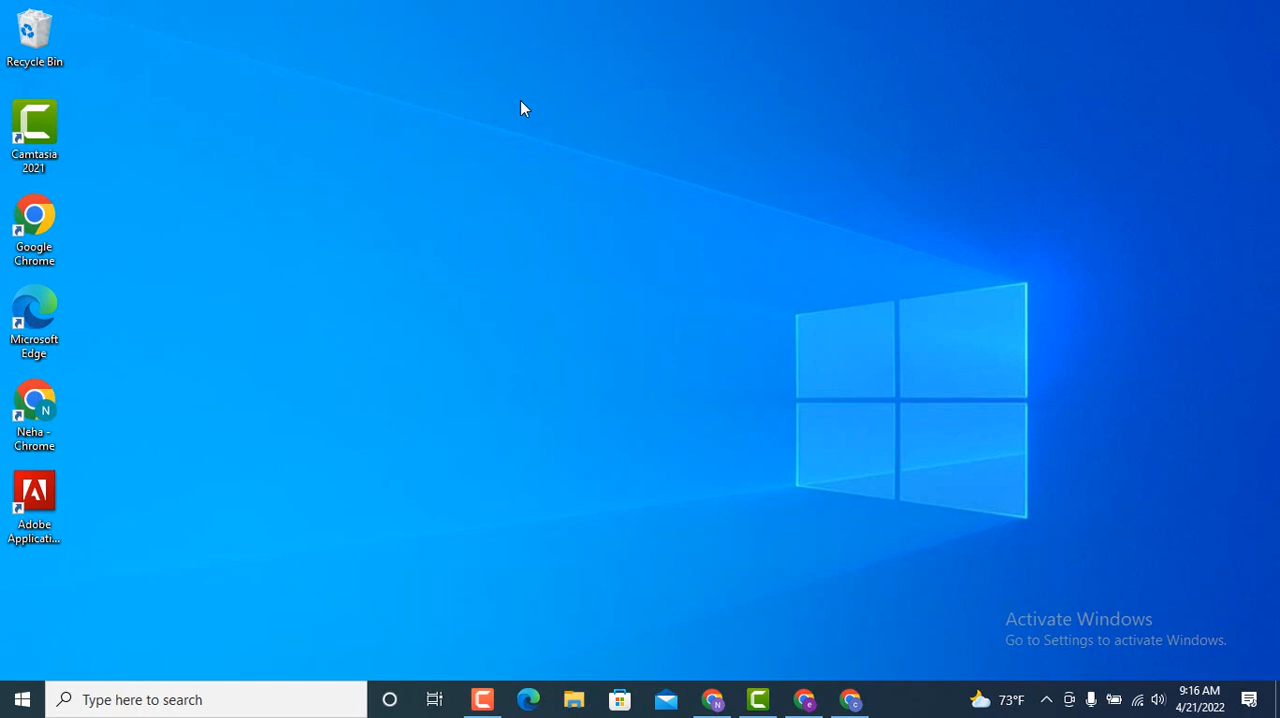 Recycle Bin
Camtasia
2021
Google
Chrome
Microsoft
Edge
N
Neha -
Chrome
Adobe
Applicati...
Activate Windows
Go to Settings to activate Windows.
Type here to search
N
e
c
73°F
9:16 AM
4/21/2022